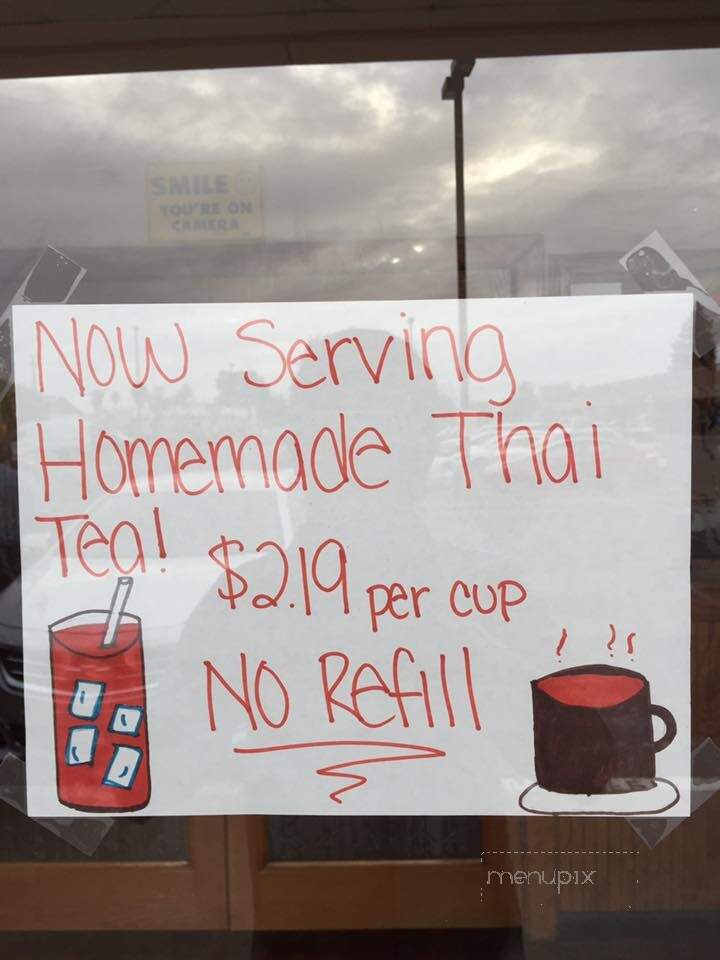 SMILE
YOU'RE ON
CAMERA
Now Serving
Homemade Thai
Tea!
$2.19 per cup
No Refill
menupix